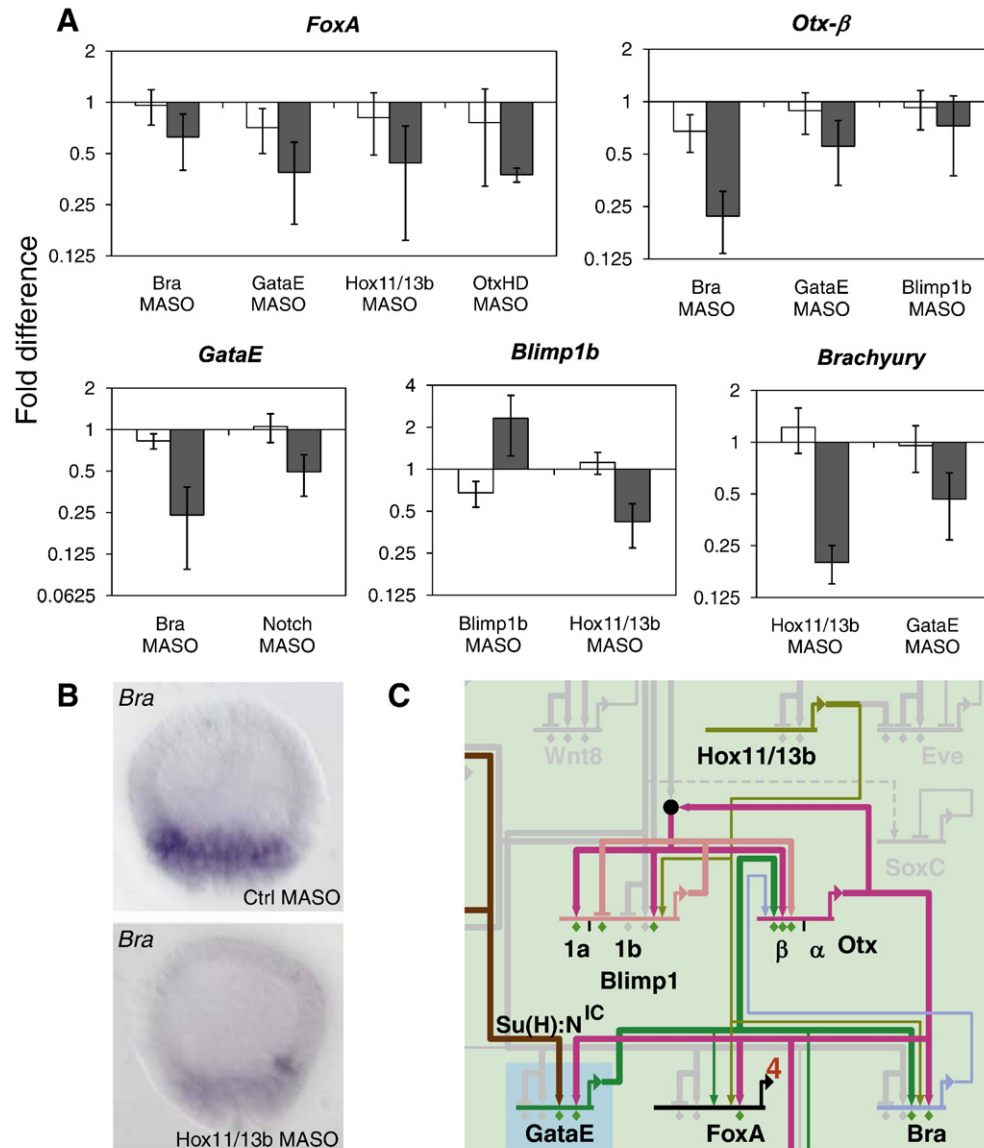 A
FoxA
Otx-β
Fold difference
2
1
0.5
0.25
0.125
Bra MASO
GataE MASO
Hox11/13b MASO
OtxHD MASO
2
1
0.5
0.25
0.125
Bra MASO
GataE MASO
Blimp1b MASO
GataE
Blimp1b
Brachyury
2
1
0.5
0.25
0.125
0.0625
Bra MASO
Notch MASO
4
2
1
0.5
0.25
Blimp1b MASO
Hox11/13b MASO
2
1
0.5
0.25
0.125
Hox11/13b MASO
GataE MASO
B
Bra
Ctrl MASO
Bra
Hox11/13b MASO
C
Wnt8
Hox11/13b
Eve
SoxC
1a
1b
Blimp1
β
α
Otx
Su(H):N^IC
4
GataE
FoxA
Bra